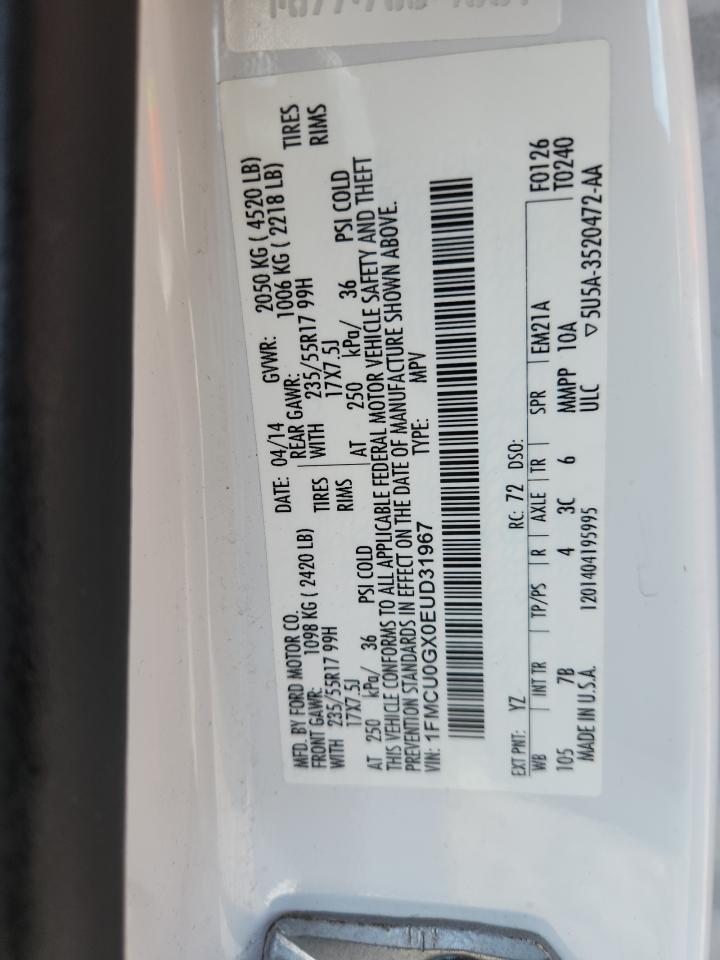 MFD. BY FORD MOTOR CO.
DATE: 04/14 GVWR: 2050 KG ( 4520 LB)
FRONT GAWR: 1098 KG ( 2420 LB) REAR GAWR: 1006 KG ( 2218 LB)
WITH 235/55R17 99H TIRES WITH 235/55R17 99H TIRES
17X7.5J RIMS 17X7.5J RIMS
AT 250 kPa/ 36 PSI COLD AT 250 kPa/ 36 PSI COLD
THIS VEHICLE CONFORMS TO ALL APPLICABLE FEDERAL MOTOR VEHICLE SAFETY AND THEFT
PREVENTION STANDARDS IN EFFECT ON THE DATE OF MANUFACTURE SHOWN ABOVE.
VIN: 1FMCU0GX0EUD31967 TYPE: MPV
EXT PNT: YZ RC: 72 DSO:
WB INT TR TP/PS R AXLE TR SPR EM21A F0126
105 7B 4 3C 6 MMPP 10A T0240
MADE IN U.S.A. 1201404195995 ULC ▽5U5A-3520472-AA